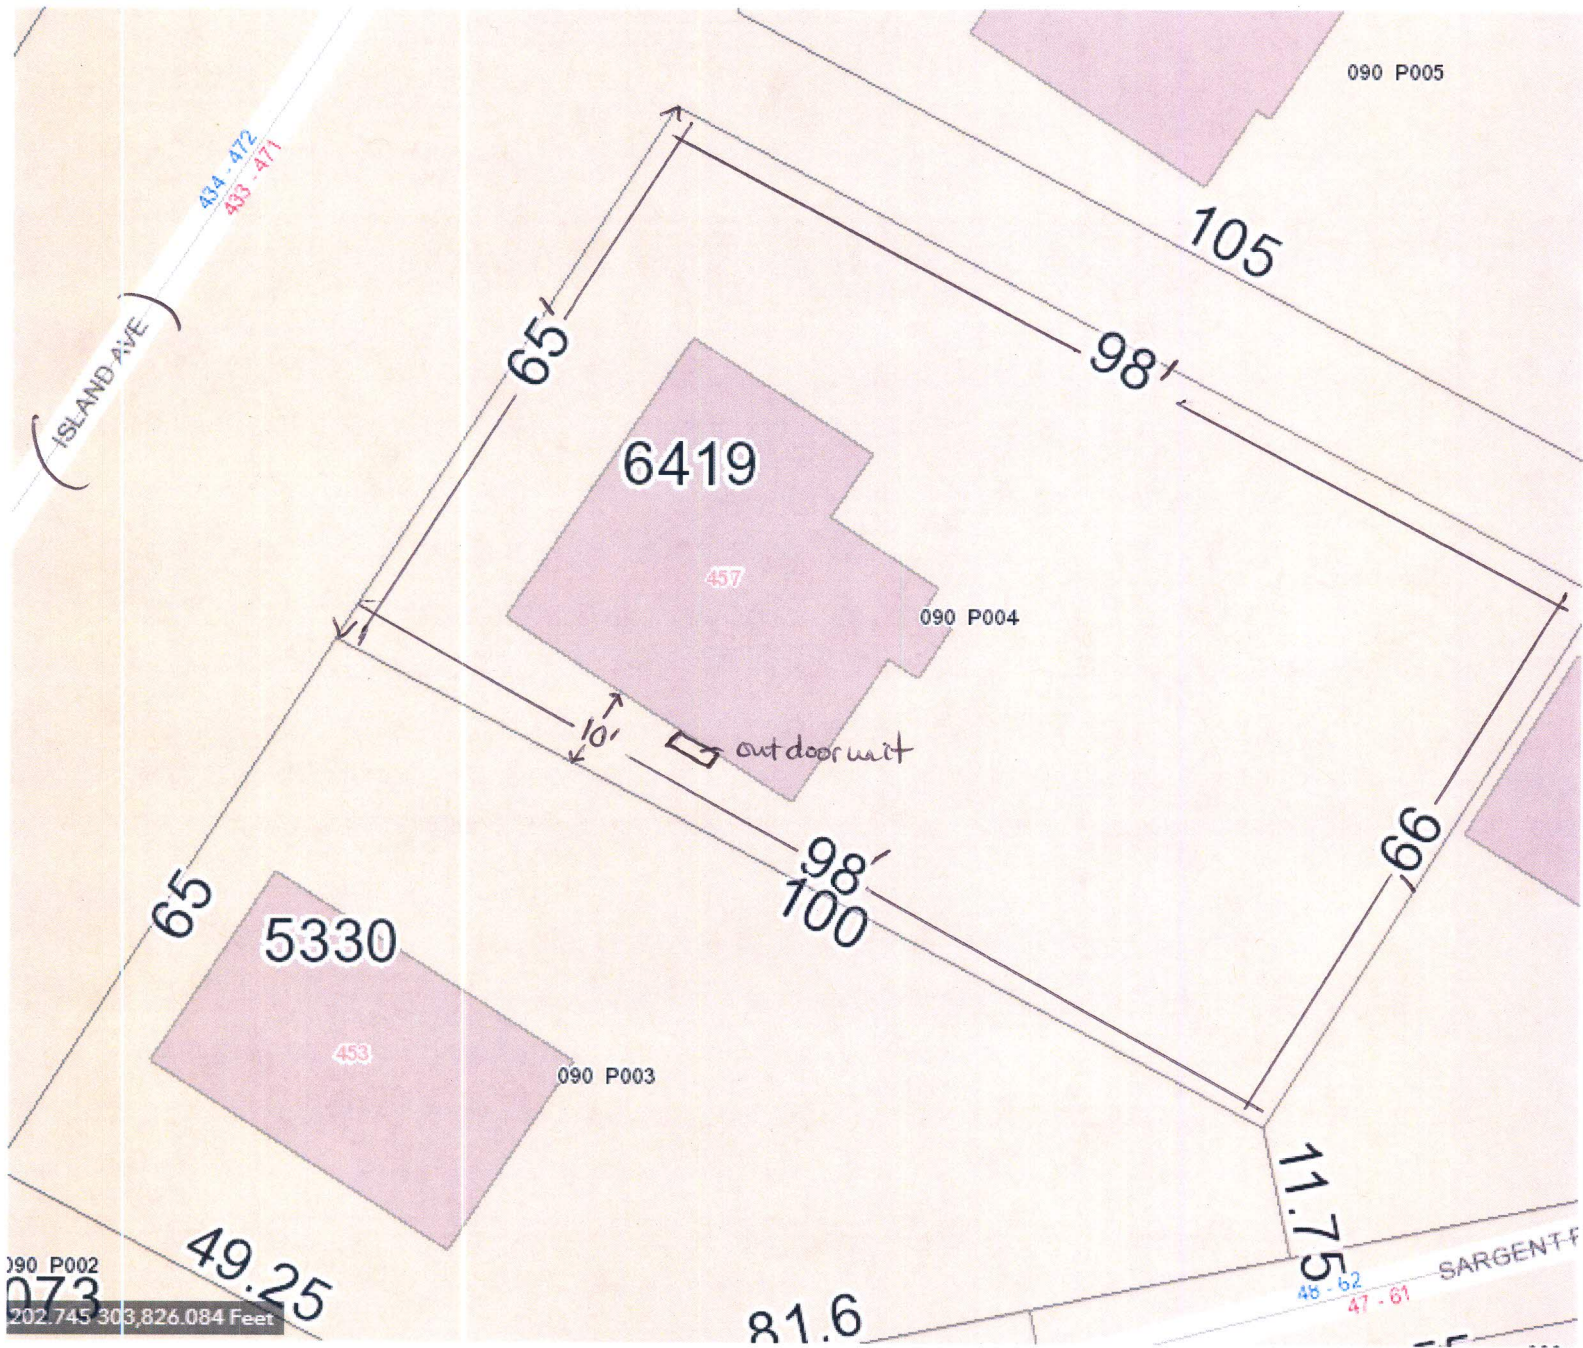 090 P005
434 - 472
433 - 471
105
ISLAND AVE
65
98'
6419
457
090 P004
10'
outdoor unit
98'
100
66'
65
5330
453
090 P003
11.75
49.25
090 P002
073
202.745 303,826.084 Feet
81.6
SARGENT
48 - 62
47 - 61